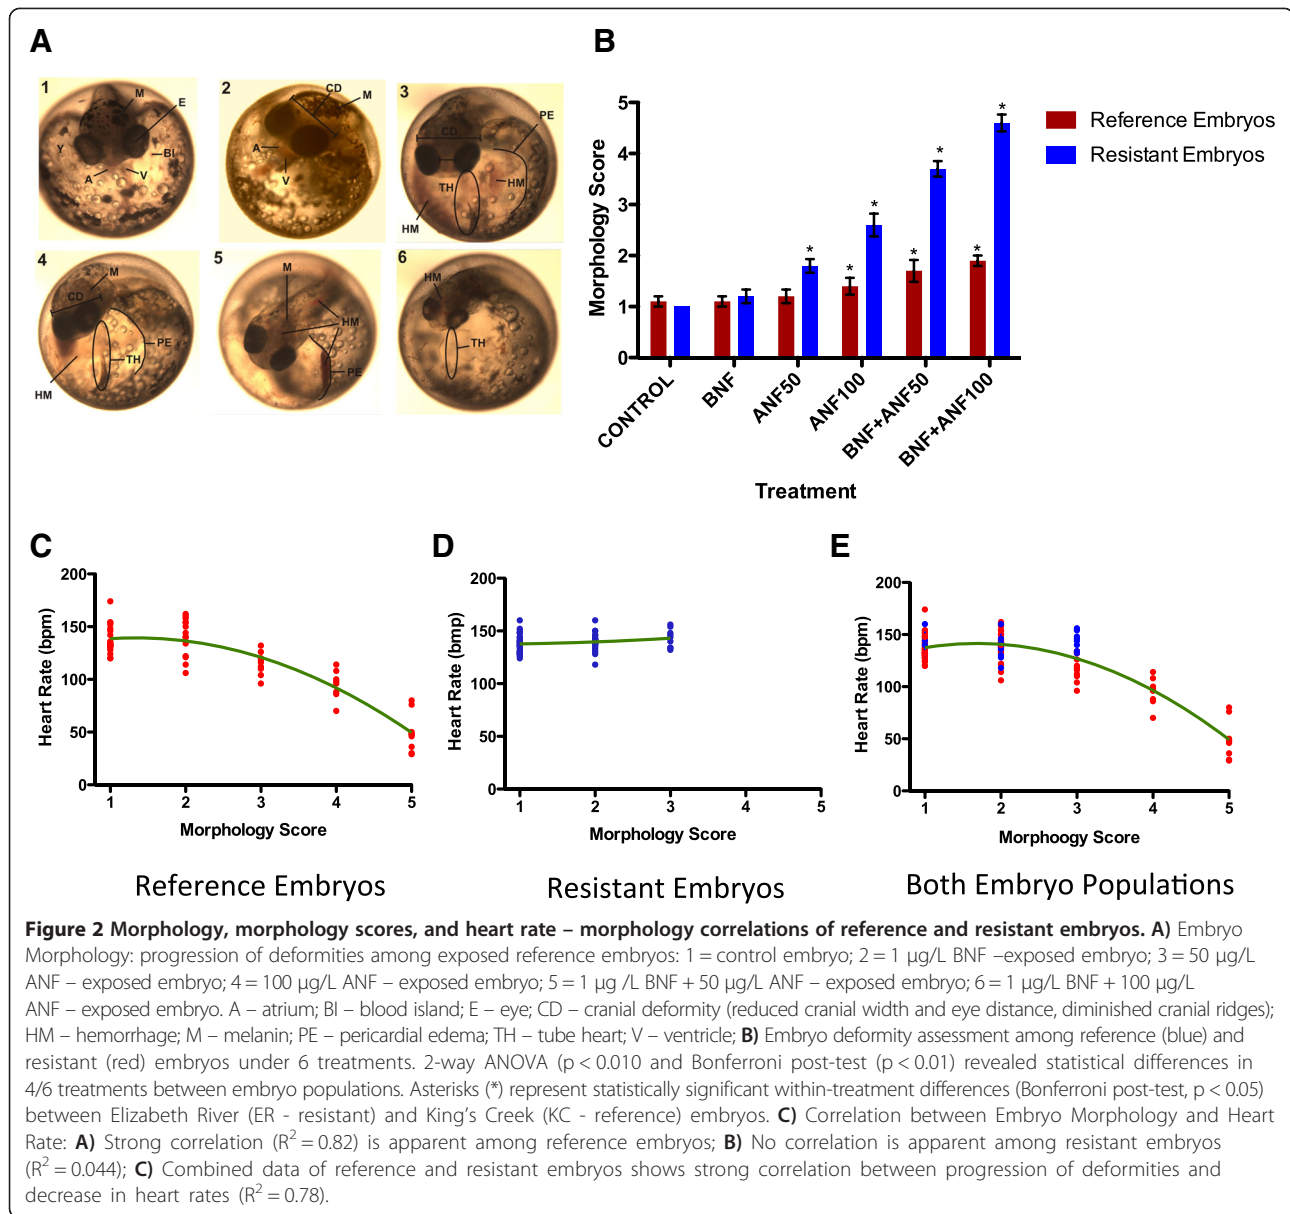 A
1
M
E
Y
Bl
A
V
2
CD
M
A
V
3
PE
CD
TH
HM
HM
4
M
CD
PE
TH
HM
5
M
HM
PE
6
HM
TH
B
Morphology Score
5
4
3
2
1
0
* * * * * * *
CONTROL
BNF
ANF50
ANF100
BNF+ANF50
BNF+ANF100
Treatment
Reference Embryos
Resistant Embryos
C
Heart Rate (bpm)
200
150
100
50
0
1 2 3 4 5
Morphology Score
Reference Embryos
D
Heart Rate (bmp)
200
150
100
50
0
1 2 3 4 5
Morphology Score
Resistant Embryos
E
Heart Rate (bpm)
200
150
100
50
0
1 2 3 4 5
Morphoogy Score
Both Embryo Populations
Figure 2 Morphology, morphology scores, and heart rate – morphology correlations of reference and resistant embryos. A) Embryo
Morphology: progression of deformities among exposed reference embryos: 1 = control embryo; 2 = 1 μg/L BNF –exposed embryo; 3 = 50 μg/L
ANF – exposed embryo; 4 = 100 μg/L ANF – exposed embryo; 5 = 1 μg /L BNF + 50 μg/L ANF – exposed embryo; 6 = 1 μg/L BNF + 100 μg/L
ANF – exposed embryo. A – atrium; BI – blood island; E – eye; CD – cranial deformity (reduced cranial width and eye distance, diminished cranial ridges);
HM – hemorrhage; M – melanin; PE – pericardial edema; TH – tube heart; V – ventricle; B) Embryo deformity assessment among reference (blue) and
resistant (red) embryos under 6 treatments. 2-way ANOVA (p < 0.010 and Bonferroni post-test (p < 0.01) revealed statistical differences in
4/6 treatments between embryo populations. Asterisks (*) represent statistically significant within-treatment differences (Bonferroni post-test, p < 0.05)
between Elizabeth River (ER - resistant) and King's Creek (KC - reference) embryos. C) Correlation between Embryo Morphology and Heart
Rate: A) Strong correlation (R² = 0.82) is apparent among reference embryos; B) No correlation is apparent among resistant embryos
(R² = 0.044); C) Combined data of reference and resistant embryos shows strong correlation between progression of deformities and
decrease in heart rates (R² = 0.78).